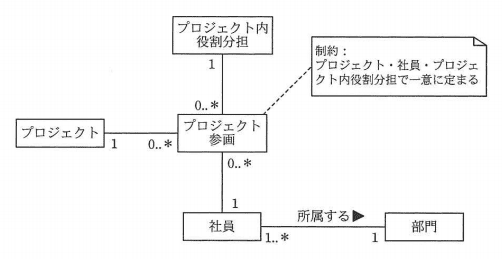 プロジェクト内
役割分担
1
制約：
プロジェクト・社員・プロジェ
クト内役割分担で一意に定まる
0..*
プロジェクト
1
0..*
プロジェクト
参画
0..*
1
社員
所属する▶
1..*
1
部門